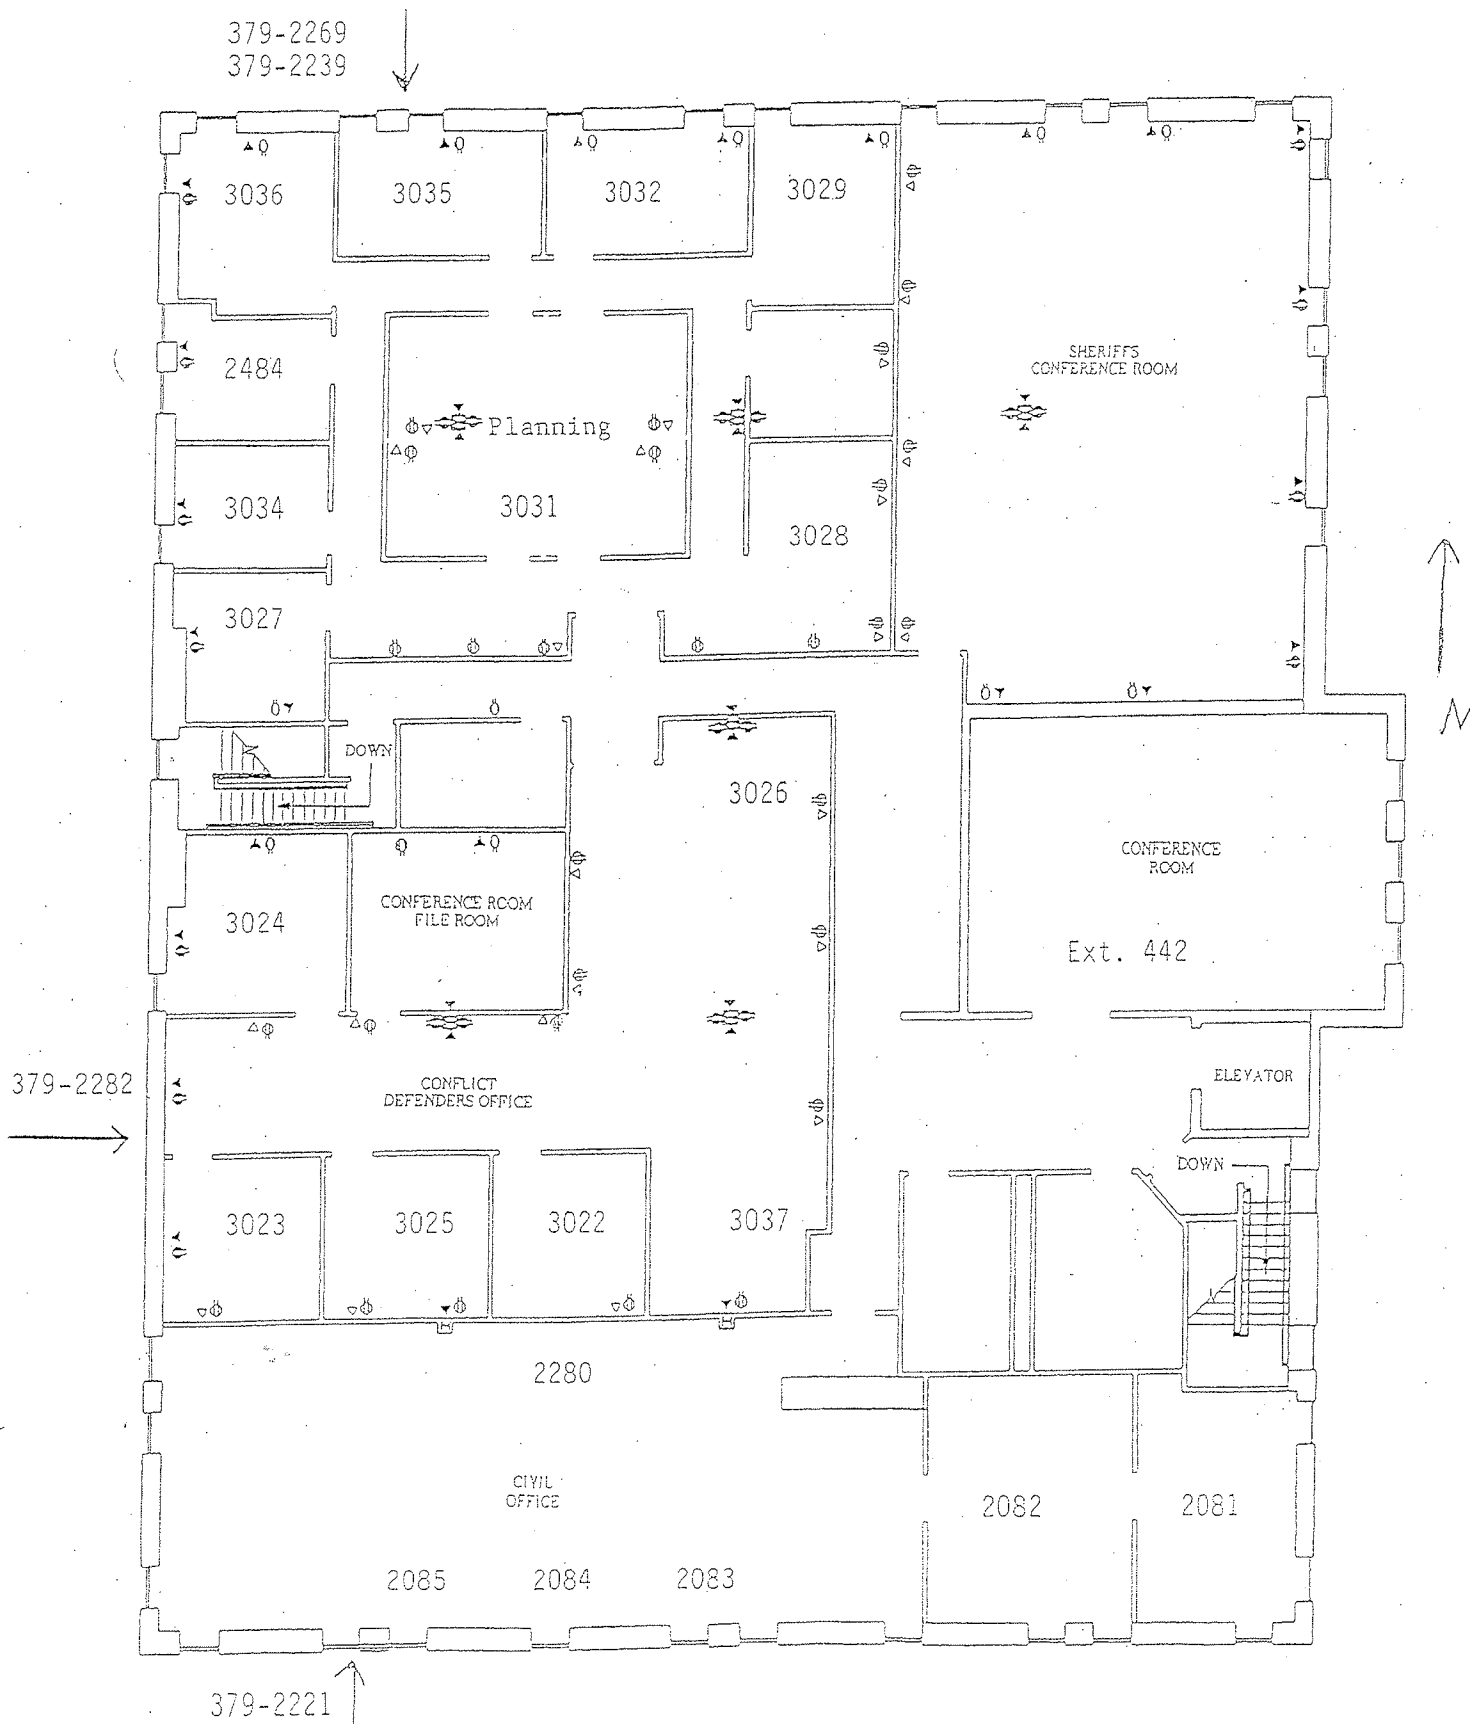 379-2269
379-2239
3036
3035
3032
3029
2484
SHERIFFS
CONFERENCE ROOM
Planning
3034
3031
3028
3027
N
DOWN
3026
CONFERENCE
ROOM
CONFERENCE ROOM
FILE ROOM
3024
Ext. 442
379-2282
CONFLICT
DEFENDERS OFFICE
ELEVATOR
DOWN
3023
3025
3022
3037
2280
CIVIL
OFFICE
2082
2081
2085
2084
2083
379-2221